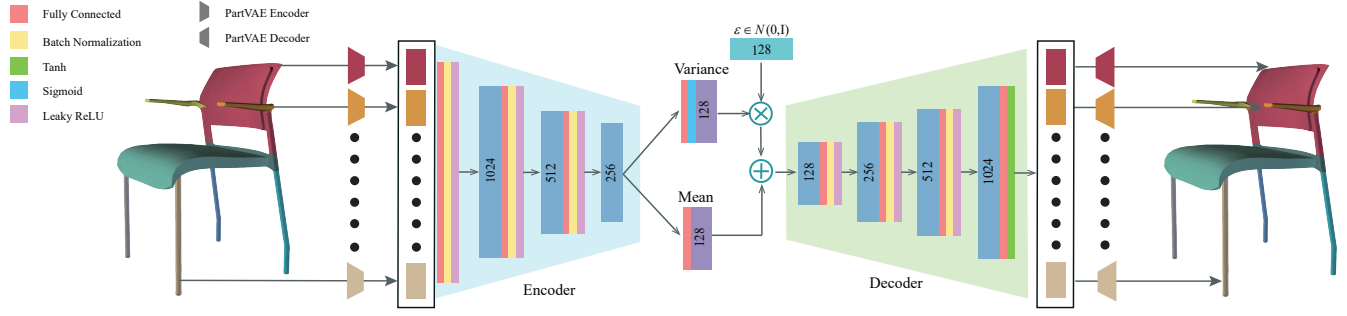 Fully Connected
Batch Normalization
Tanh
Sigmoid
Leaky ReLU
PartVAE Encoder
PartVAE Decoder
1024
512
256
Encoder
Variance
128
Mean
128
ε ∈ N(0,I)
128
128
256
512
1024
Decoder